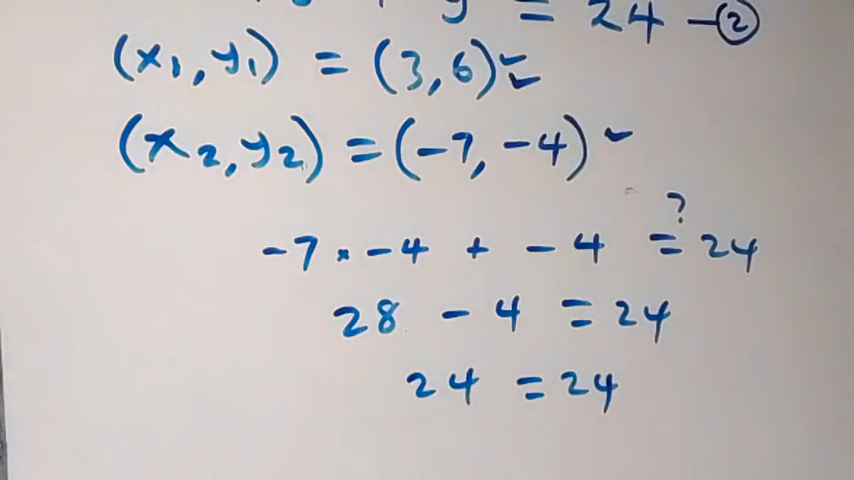 y = 24 —②
(x₁, y₁) = (3, 6) ✓✓
(x₂, y₂) = (-7, -4) ✓
?
-7 · -4 + -4 = 24
28 - 4 = 24
24 = 24